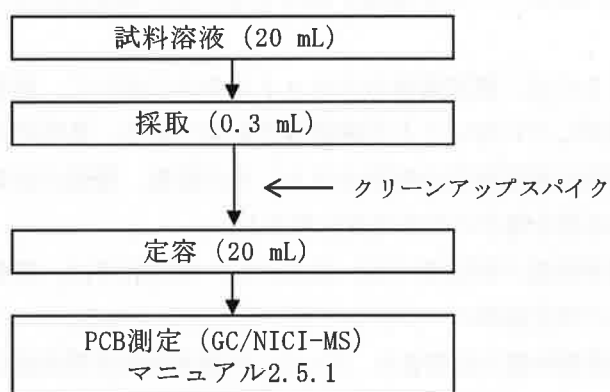 試料溶液 (20 mL)
採取 (0.3 mL)
クリーンアップスパイク
定容 (20 mL)
PCB測定 (GC/NICI-MS)
マニュアル2.5.1